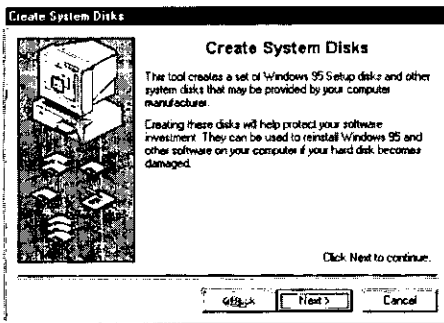 Create System Disks
Create System Disks
This tool creates a set of Windows 95 Setup disks and other
system disks that may be provided by your computer
manufacturer.
Creating these disks will help protect your software
investment. They can be used to reinstall Windows 95 and
other software on your computer if your hard disk becomes
damaged.
Click Next to continue.
< Back
Next >
Cancel